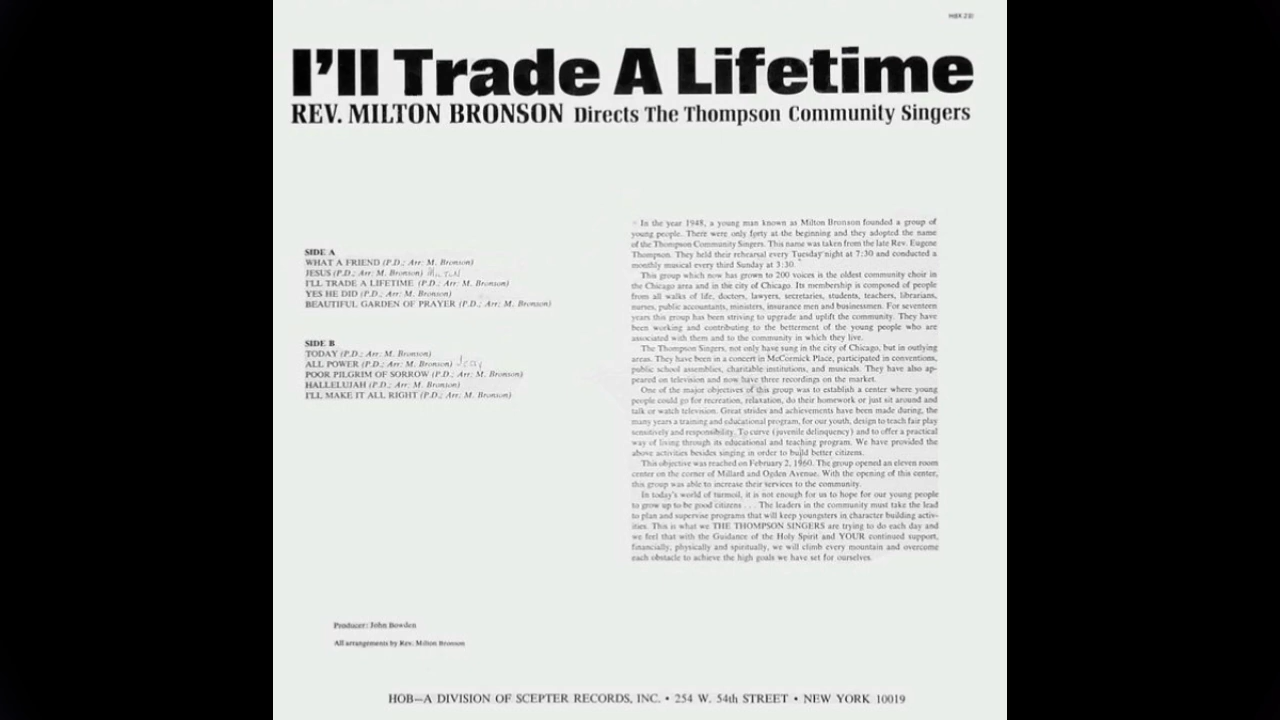 HBX 231
I'll Trade A Lifetime
REV. MILTON BRONSON Directs The Thompson Community Singers
SIDE A
WHAT A FRIEND (P.D.; Arr: M. Bronson)
JESUS (P.D.; Arr: M. Bronson)
I'LL TRADE A LIFETIME (P.D.; Arr: M. Bronson)
YES HE DID (P.D.; Arr: M. Bronson)
BEAUTIFUL GARDEN OF PRAYER (P.D.; Arr: M. Bronson)
SIDE B
TODAY (P.D.; Arr: M. Bronson)
ALL POWER (P.D.; Arr: M. Bronson)
POOR PILGRIM OF SORROW (P.D.; Arr: M. Bronson)
HALLELUJAH (P.D.; Arr: M. Bronson)
I'LL MAKE IT ALL RIGHT (P.D.; Arr: M. Bronson)
In the year 1948, a young man known as Milton Bronson founded a group of
young people. There were only forty at the beginning and they adopted the name
of the Thompson Community Singers. This name was taken from the late Rev. Eugene
Thompson. They held their rehearsal every Tuesday night at 7:30 and conducted a
monthly musical every third Sunday at 3:30.
This group which now has grown to 200 voices is the oldest community choir in
the Chicago area and in the city of Chicago. Its membership is composed of people
from all walks of life, doctors, lawyers, secretaries, students, teachers, librarians,
nurses, public accountants, ministers, insurance men and businessmen. For seventeen
years this group has been striving to upgrade and uplift the community. They have
been working and contributing to the betterment of the young people who are
associated with them and to the community in which they live.
The Thompson Singers, not only have sung in the city of Chicago, but in outlying
areas. They have been in a concert in McCormick Place, participated in conventions,
public school assemblies, charitable institutions, and musicals. They have also ap-
peared on television and now have three recordings on the market.
One of the major objectives of this group was to establish a center where young
people could go for recreation, relaxation, do their homework or just sit around and
talk or watch television. Great strides and achievements have been made during, the
many years a training and educational program, for our youth, design to teach fair play
sensitively and responsibility. To curve (juvenile delinquency) and to offer a practical
way of living through its educational and teaching program. We have provided the
above activities besides singing in order to build better citizens.
This objective was reached on February 2, 1960. The group opened an eleven room
center on the corner of Millard and Ogden Avenue. With the opening of this center,
this group was able to increase their services to the community.
In today's world of turmoil, it is not enough for us to hope for our young people
to grow up to be good citizens . . . The leaders in the community must take the lead
to plan and supervise programs that will keep youngsters in character building activ-
ities. This is what we THE THOMPSON SINGERS are trying to do each day and
we feel that with the Guidance of the Holy Spirit and YOUR continued support,
financially, physically and spiritually, we will climb every mountain and overcome
each obstacle to achieve the high goals we have set for ourselves.
Producer: John Bowden
All arrangements by Rev. Milton Bronson
HOB—A DIVISION OF SCEPTER RECORDS, INC. • 254 W. 54th STREET • NEW YORK 10019